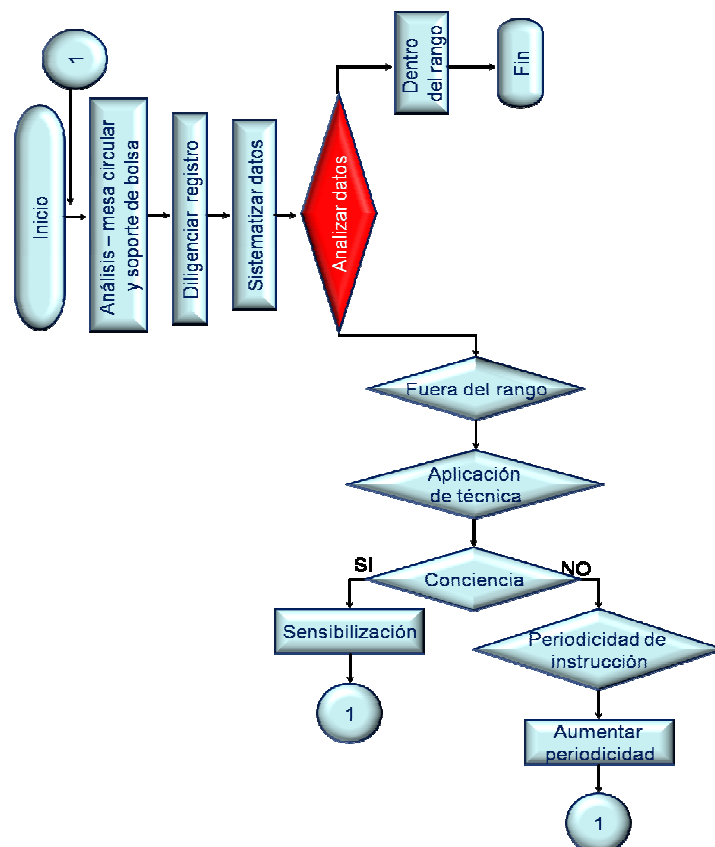 1
Inicio
Análisis – mesa circular
y soporte de bolsa
Diligenciar registro
Sistematizar datos
Analizar datos
Dentro
del rango
Fin
Fuera del rango
Aplicación
de técnica
Conciencia
SI
NO
Sensibilización
1
Periodicidad de
instrucción
Aumentar
periodicidad
1